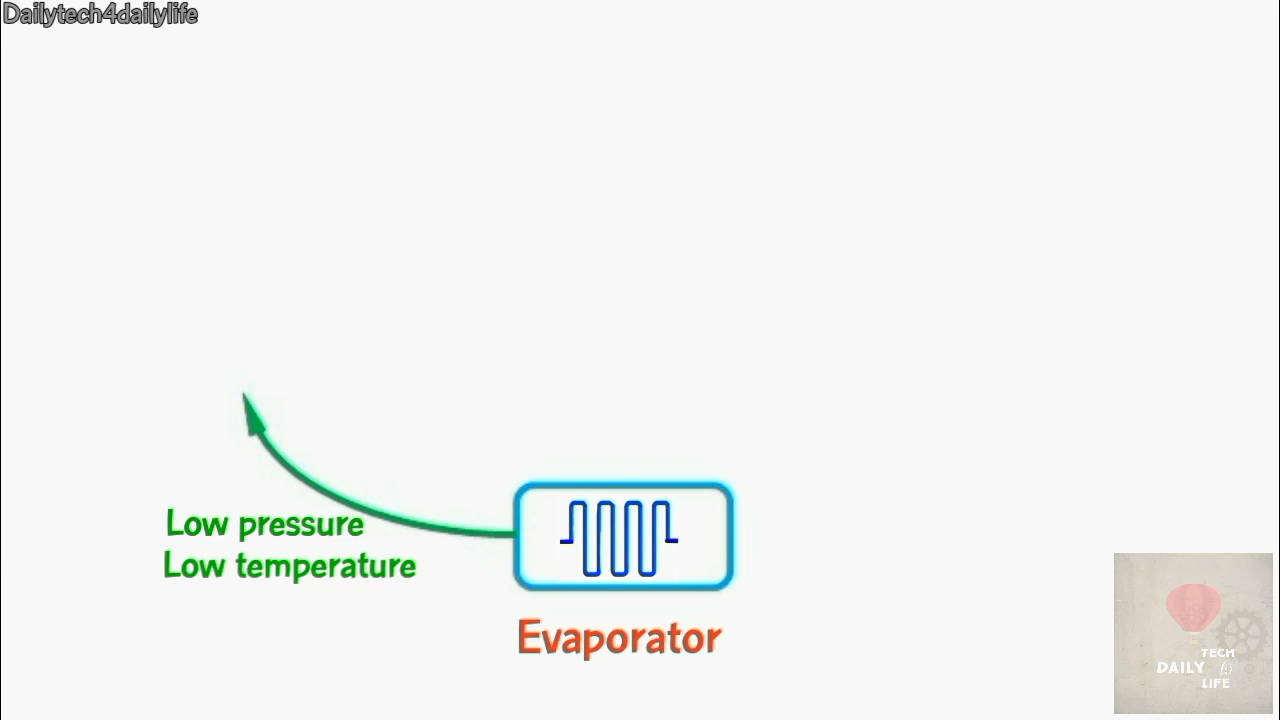 Dailytech4dailylife
Low pressure
Low temperature
Evaporator
TECH
DAILY
LIFE